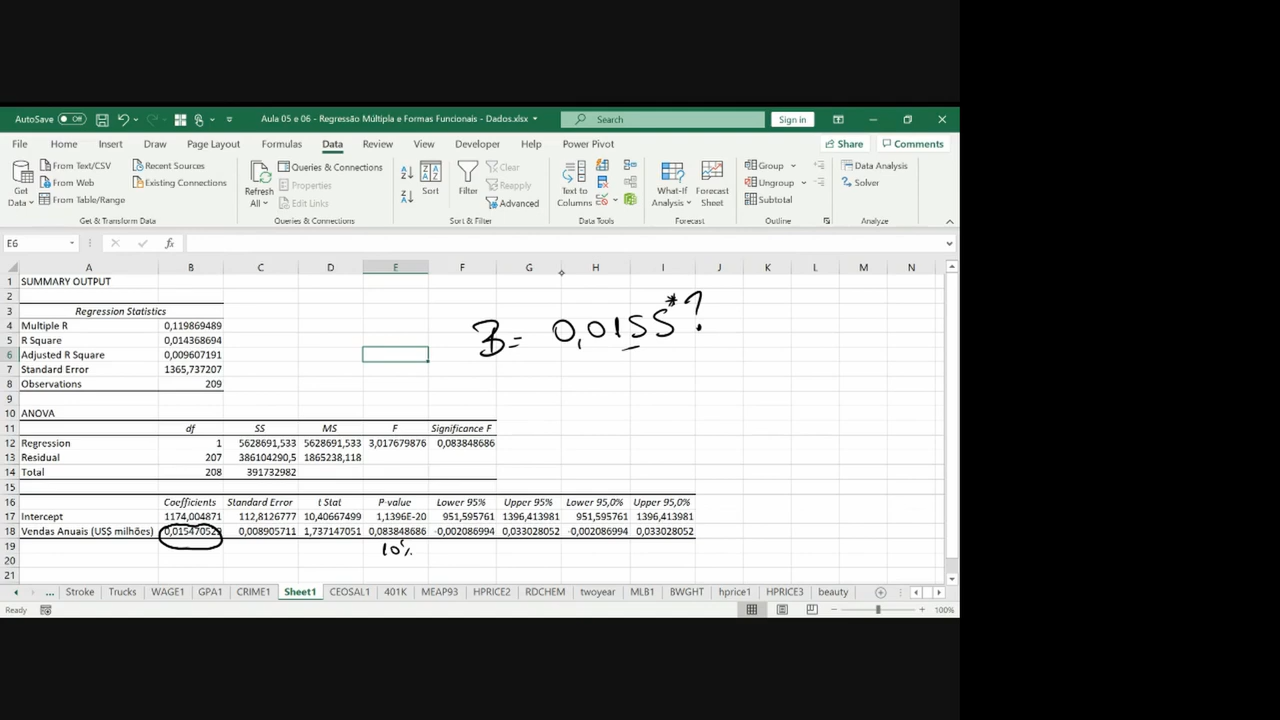 AutoSave Off Aula 05 e 06 - Regressão Múltipla e Formas Funcionais - Dados.xlsx Search Sign in
File Home Insert Draw Page Layout Formulas Data Review View Developer Help Power Pivot Share Comments
Get Data From Text/CSV From Web From Table/Range Recent Sources Existing Connections
Get & Transform Data
Refresh All Queries & Connections Properties Edit Links
Queries & Connections
Sort Filter Clear Reapply Advanced
Sort & Filter
Text to Columns
Data Tools
What-If Analysis Forecast Sheet
Forecast
Group Ungroup Subtotal
Outline
Data Analysis Solver
Analyze
E6 fx
A B C D E F G H I J K L M N
1 SUMMARY OUTPUT
2
3 Regression Statistics
4 Multiple R 0,119869489
5 R Square 0,014368694
6 Adjusted R Square 0,009607191
7 Standard Error 1365,737207
8 Observations 209
B= 0,0155*?
9
10 ANOVA
11 df SS MS F Significance F
12 Regression 1 5628691,533 5628691,533 3,017679876 0,083848686
13 Residual 207 386104290,5 1865238,118
14 Total 208 391732982
15
16 Coefficients Standard Error t Stat P-value Lower 95% Upper 95% Lower 95,0% Upper 95,0%
17 Intercept 1174,004871 112,8126777 10,40667499 1,1396E-20 951,595761 1396,413981 951,595761 1396,413981
18 Vendas Anuais (US$ milhões) 0,015470529 0,008905711 1,737147051 0,083848686 -0,002086994 0,033028052 -0,002086994 0,033028052
19 10%
20
21
... Stroke Trucks WAGE1 GPA1 CRIME1 Sheet1 CEOSAL1 401K MEAP93 HPRICE2 RDCHEM twoyear MLB1 BWGHT hprice1 HPRICE3 beauty
Ready 100%